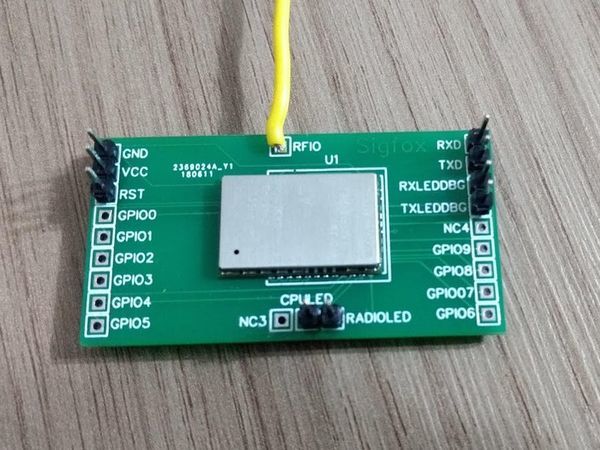 RFIO
Sigfox
U1
2369024A_Y1
160611
GND
VCC
RST
GPIO0
GPIO1
GPIO2
GPIO3
GPIO4
GPIO5
RXD
TXD
RXLEDDBG
TXLEDDBG
NC4
GPIO9
GPIO8
GPIO07
GPIO6
CPULED
NC3
RADIOLED